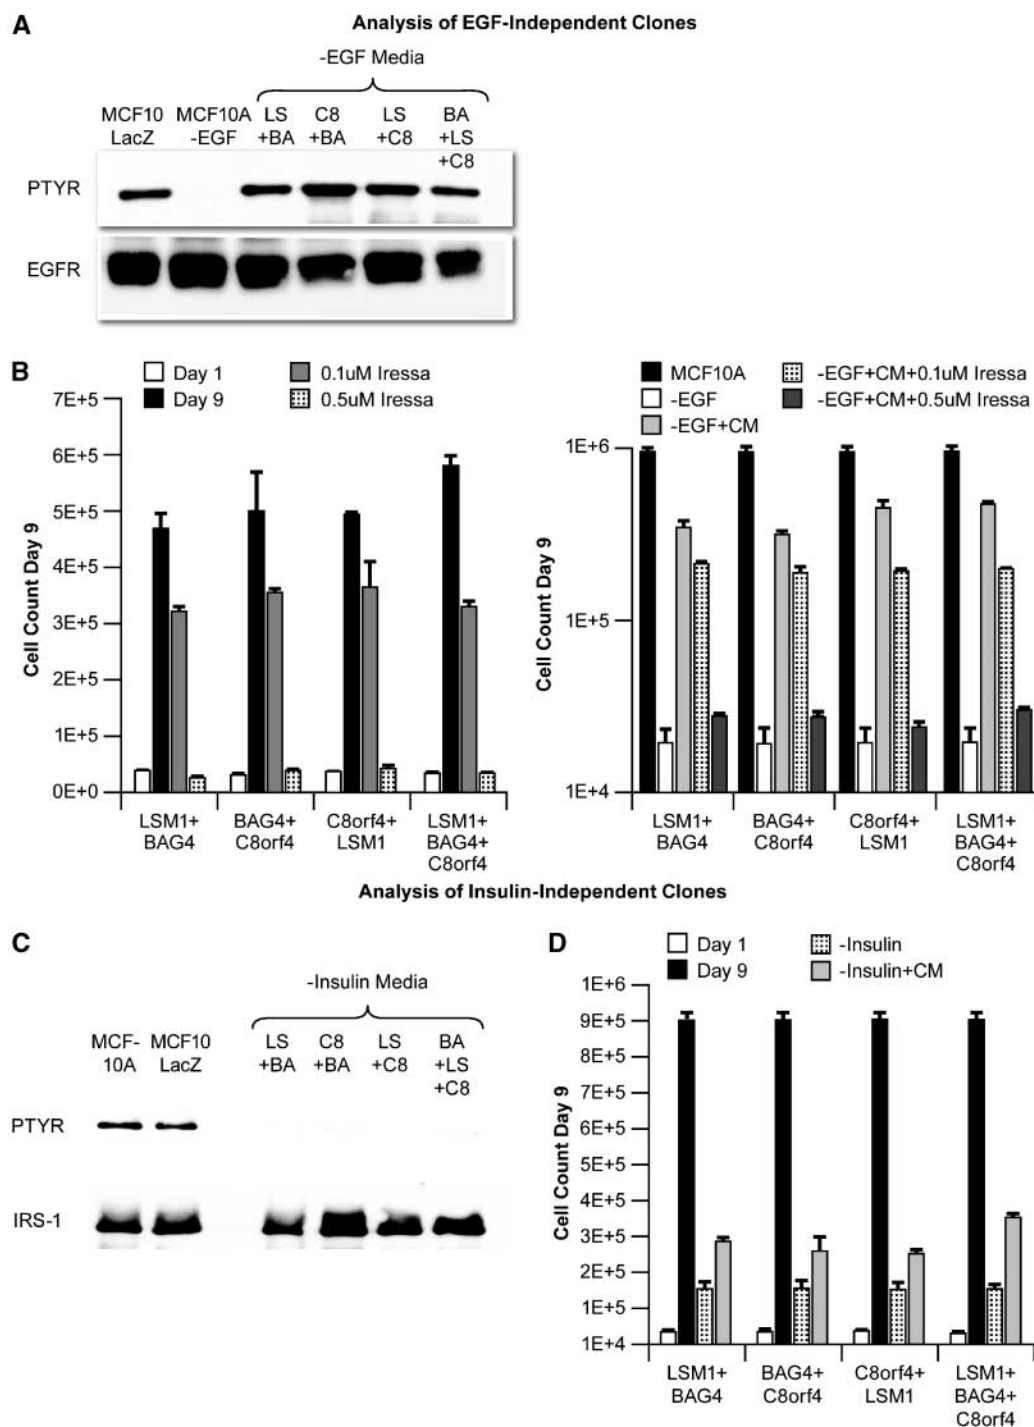 A
Analysis of EGF-Independent Clones
-EGF Media
MCF10 LacZ
MCF10A -EGF
LS +BA
C8 +BA
LS +C8
BA +LS +C8
PTYR
EGFR
B
Day 1
Day 9
0.1uM Iressa
0.5uM Iressa
Cell Count Day 9
7E+5
6E+5
5E+5
4E+5
3E+5
2E+5
1E+5
0E+0
LSM1+ BAG4
BAG4+ C8orf4
C8orf4+ LSM1
LSM1+ BAG4+ C8orf4
MCF10A
-EGF
-EGF+CM
-EGF+CM+0.1uM Iressa
-EGF+CM+0.5uM Iressa
Cell Count Day 9
1E+6
1E+5
1E+4
LSM1+ BAG4
BAG4+ C8orf4
C8orf4+ LSM1
LSM1+ BAG4+ C8orf4
Analysis of Insulin-Independent Clones
C
-Insulin Media
MCF-10A
MCF10 LacZ
LS +BA
C8 +BA
LS +C8
BA +LS +C8
PTYR
IRS-1
D
Day 1
Day 9
-Insulin
-Insulin+CM
Cell Count Day 9
1E+6
9E+5
8E+5
7E+5
6E+5
5E+5
4E+5
3E+5
2E+5
1E+5
1E+4
LSM1+ BAG4
BAG4+ C8orf4
C8orf4+ LSM1
LSM1+ BAG4+ C8orf4